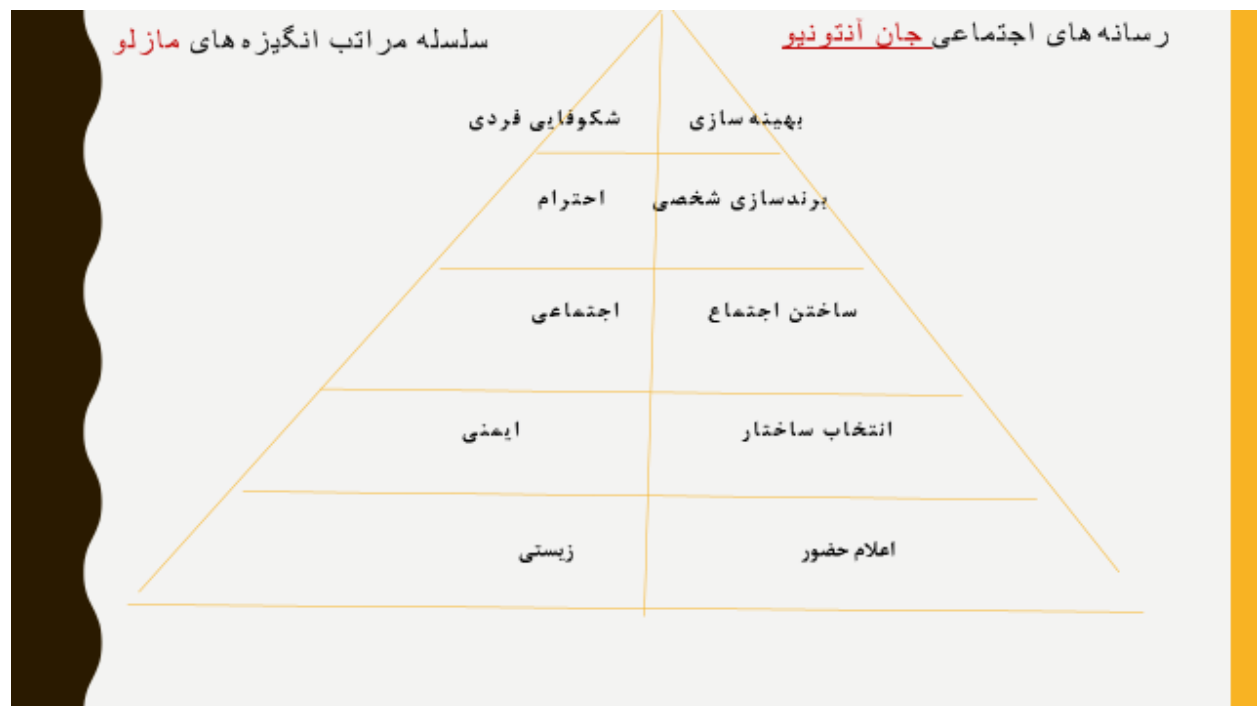 رسانه های اجتماعی جان آنتونیو
سلسله مراتب انگیزه های مازلو
بهینه سازی
شکوفایی فردی
برندسازی شخصی
احترام
ساختن اجتماع
اجتماعی
انتخاب ساختار
ایمنی
اعلام حضور
زیستی